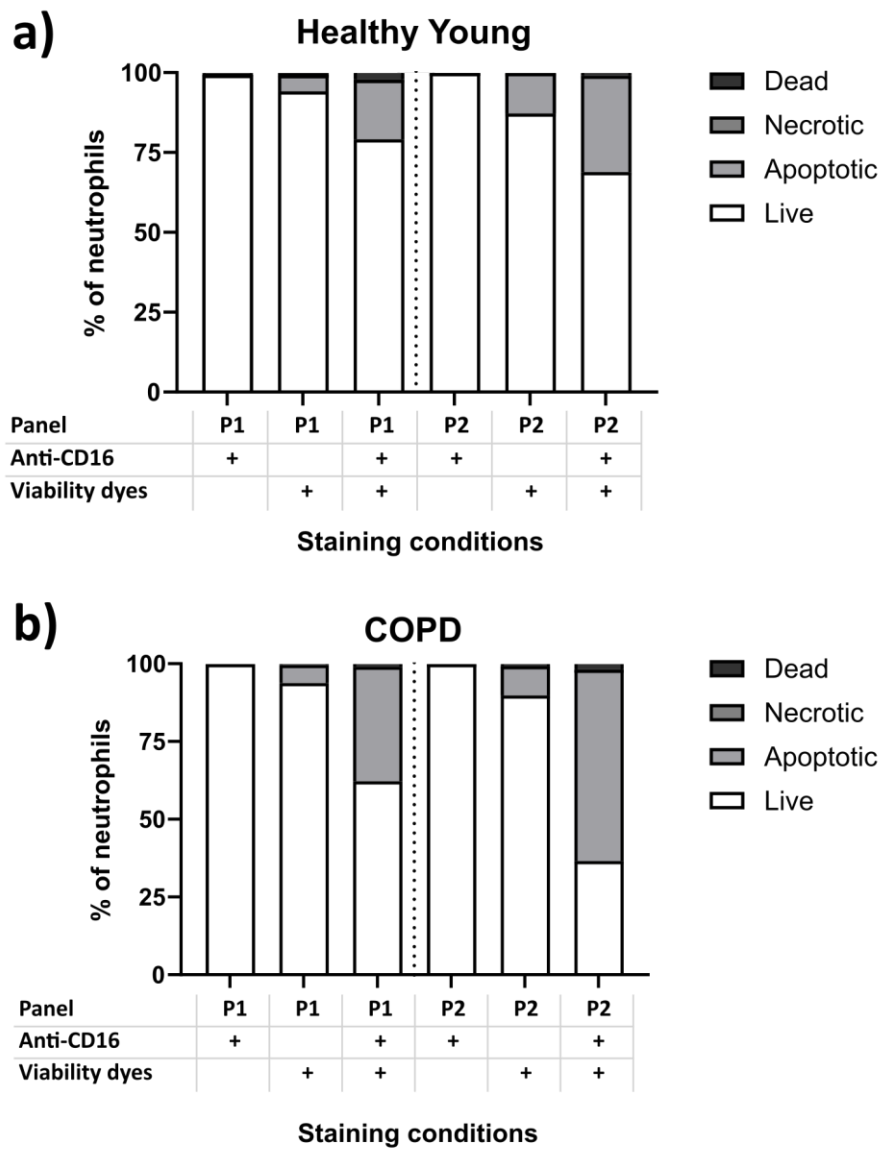 a)
Healthy Young
% of neutrophils
100
75
50
25
0
Dead
Necrotic
Apoptotic
Live
Panel P1 P1 P1 P2 P2 P2
Anti-CD16 + + + +
Viability dyes + + + +
Staining conditions
b)
COPD
% of neutrophils
100
75
50
25
0
Dead
Necrotic
Apoptotic
Live
Panel P1 P1 P1 P2 P2 P2
Anti-CD16 + + + +
Viability dyes + + + +
Staining conditions